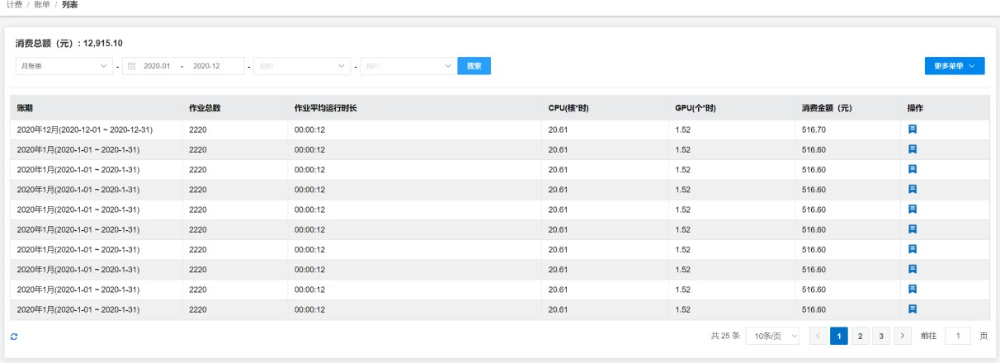 计费 / 账单 / 列表
消费总额（元）: 12,915.10
月账单 - 2020-01 - 2020-12 - 组织 - 用户 搜索 更多菜单
账期 作业总数 作业平均运行时长 CPU(核*时) GPU(个*时) 消费金额（元） 操作
2020年12月(2020-12-01 ~ 2020-12-31) 2220 00:00:12 20.61 1.52 516.70
2020年1月(2020-1-01 ~ 2020-1-31) 2220 00:00:12 20.61 1.52 516.60
2020年1月(2020-1-01 ~ 2020-1-31) 2220 00:00:12 20.61 1.52 516.60
2020年1月(2020-1-01 ~ 2020-1-31) 2220 00:00:12 20.61 1.52 516.60
2020年1月(2020-1-01 ~ 2020-1-31) 2220 00:00:12 20.61 1.52 516.60
2020年1月(2020-1-01 ~ 2020-1-31) 2220 00:00:12 20.61 1.52 516.60
2020年1月(2020-1-01 ~ 2020-1-31) 2220 00:00:12 20.61 1.52 516.60
2020年1月(2020-1-01 ~ 2020-1-31) 2220 00:00:12 20.61 1.52 516.60
2020年1月(2020-1-01 ~ 2020-1-31) 2220 00:00:12 20.61 1.52 516.60
2020年1月(2020-1-01 ~ 2020-1-31) 2220 00:00:12 20.61 1.52 516.60
共 25 条 10条/页 < 1 2 3 > 前往 1 页